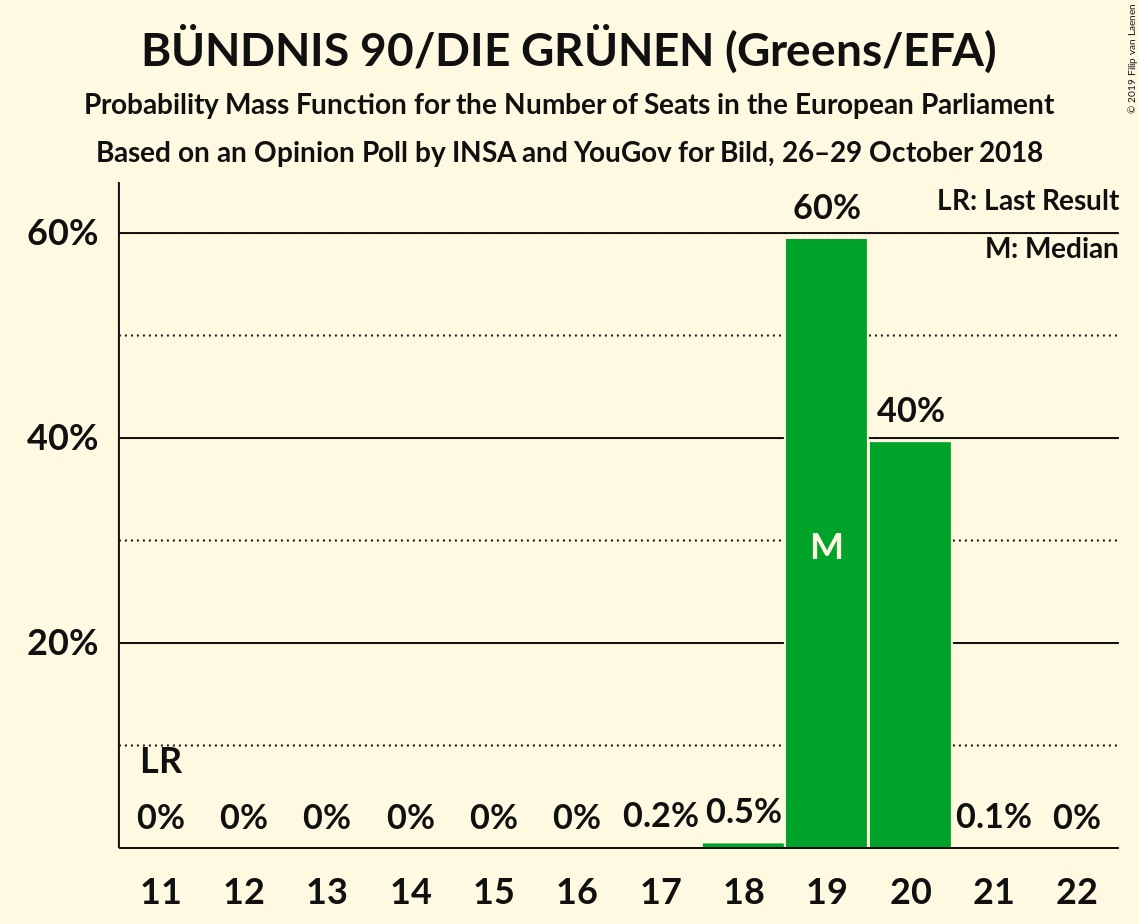 BÜNDNIS 90/DIE GRÜNEN (Greens/EFA)
Probability Mass Function for the Number of Seats in the European Parliament
Based on an Opinion Poll by INSA and YouGov for Bild, 26–29 October 2018
© 2019 Filip van Laenen
LR: Last Result
M: Median
60%
40%
20%
60%
40%
M
LR
0% 0% 0% 0% 0% 0% 0.2% 0.5% 0.1% 0%
11 12 13 14 15 16 17 18 19 20 21 22